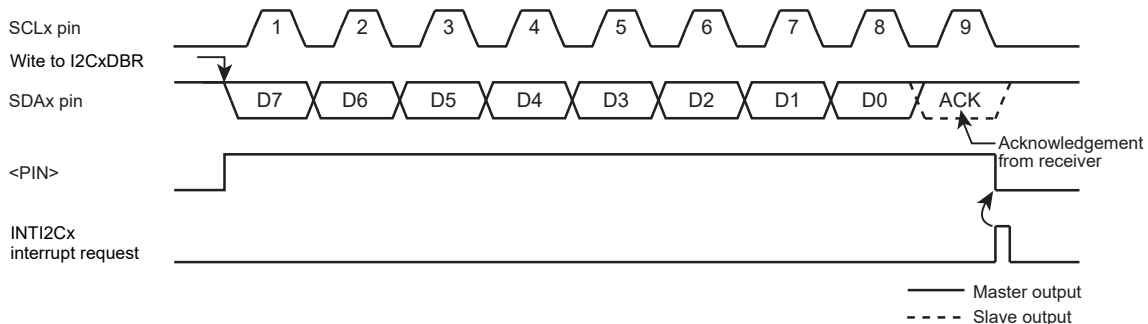 SCLx pin
1 2 3 4 5 6 7 8 9
Wite to I2CxDBR
SDAx pin
D7 D6 D5 D4 D3 D2 D1 D0 ACK
Acknowledgement
from receiver
<PIN>
INTI2Cx
interrupt request
Master output
Slave output